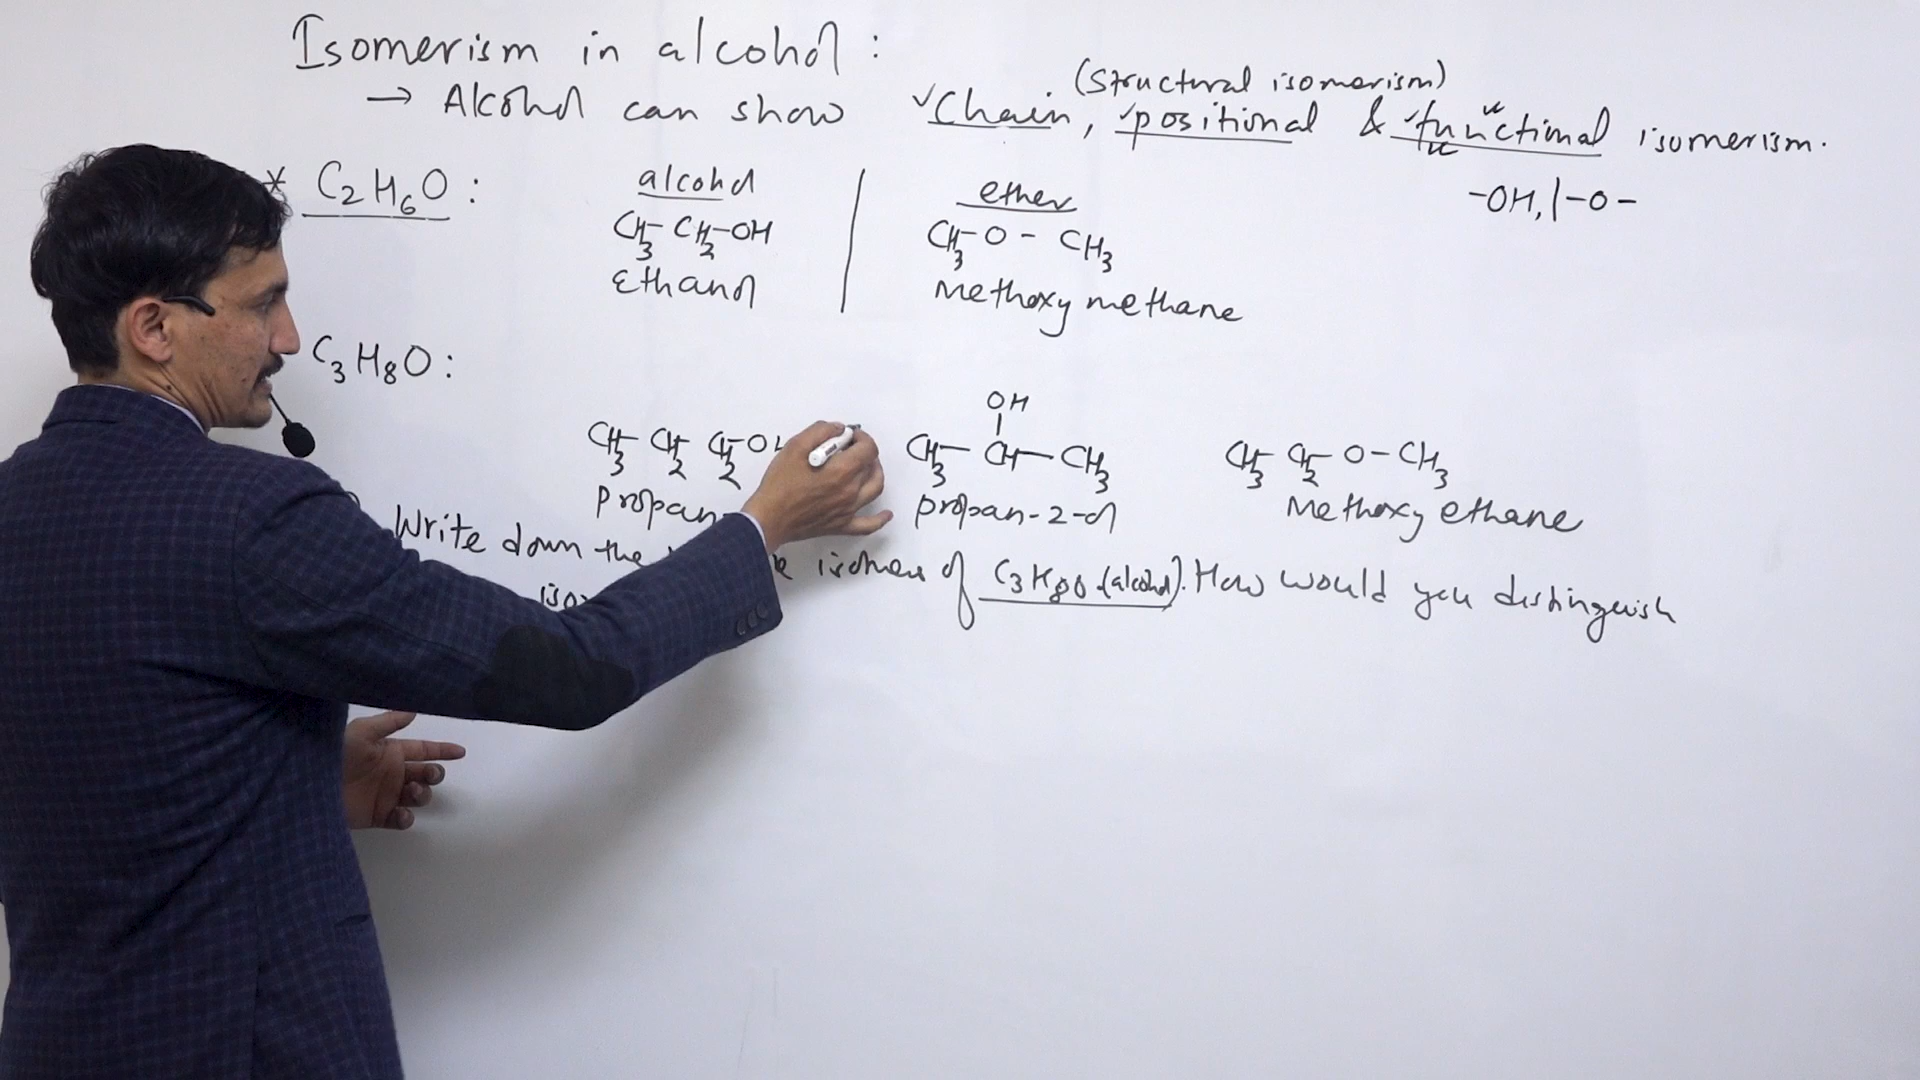 Isomerism in alcohol :
(Structural isomerism)
→ Alcohol can show ✓Chain, ✓positional & ✓functional isomerism.
-OH, | -O-
* C2H6O : alcohol | ether
CH3-CH2-OH | CH3-O-CH3
Ethanol | Methoxy methane
C3H8O :
OH
CH3-CH2 CH2-O CH3-CH-CH3 CH3 CH2-O-CH3
propan propan-2-ol Methoxy ethane
Write down the isomers of C3H8O (alcohol). How would you distinguish